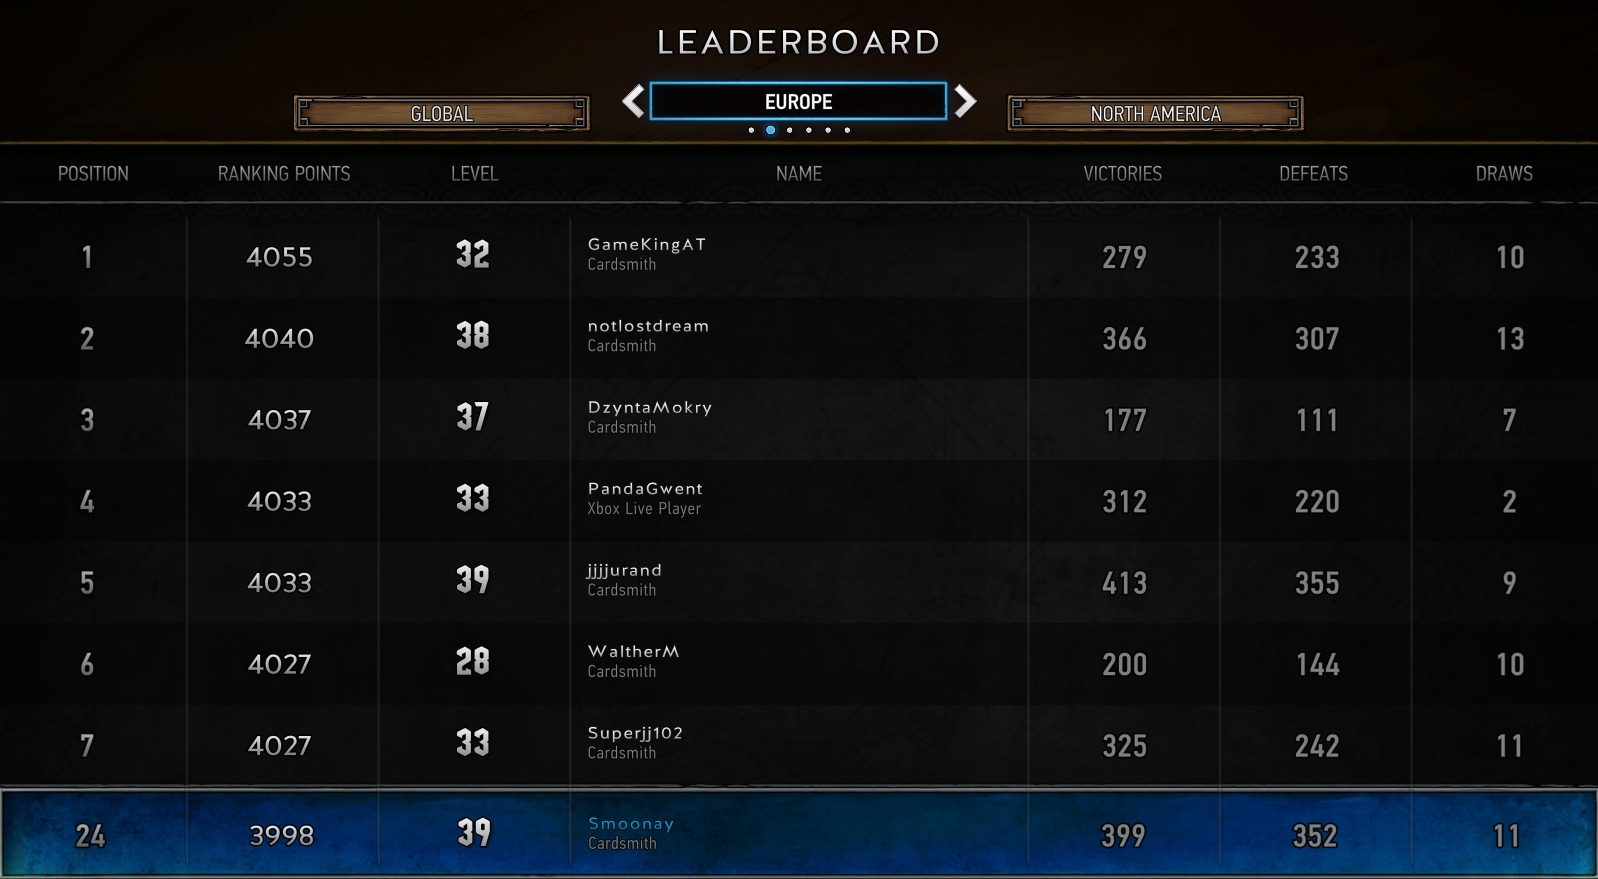 LEADERBOARD
GLOBAL EUROPE NORTH AMERICA
POSITION RANKING POINTS LEVEL NAME VICTORIES DEFEATS DRAWS
1 4055 32 GameKingAT 279 233 10
Cardsmith
2 4040 38 notlostdream 366 307 13
Cardsmith
3 4037 37 DzyntaMokry 177 111 7
Cardsmith
4 4033 33 PandaGwent 312 220 2
Xbox Live Player
5 4033 39 jjjjurand 413 355 9
Cardsmith
6 4027 28 WaltherM 200 144 10
Cardsmith
7 4027 33 Superjj102 325 242 11
Cardsmith
24 3998 39 Smoonay 399 352 11
Cardsmith